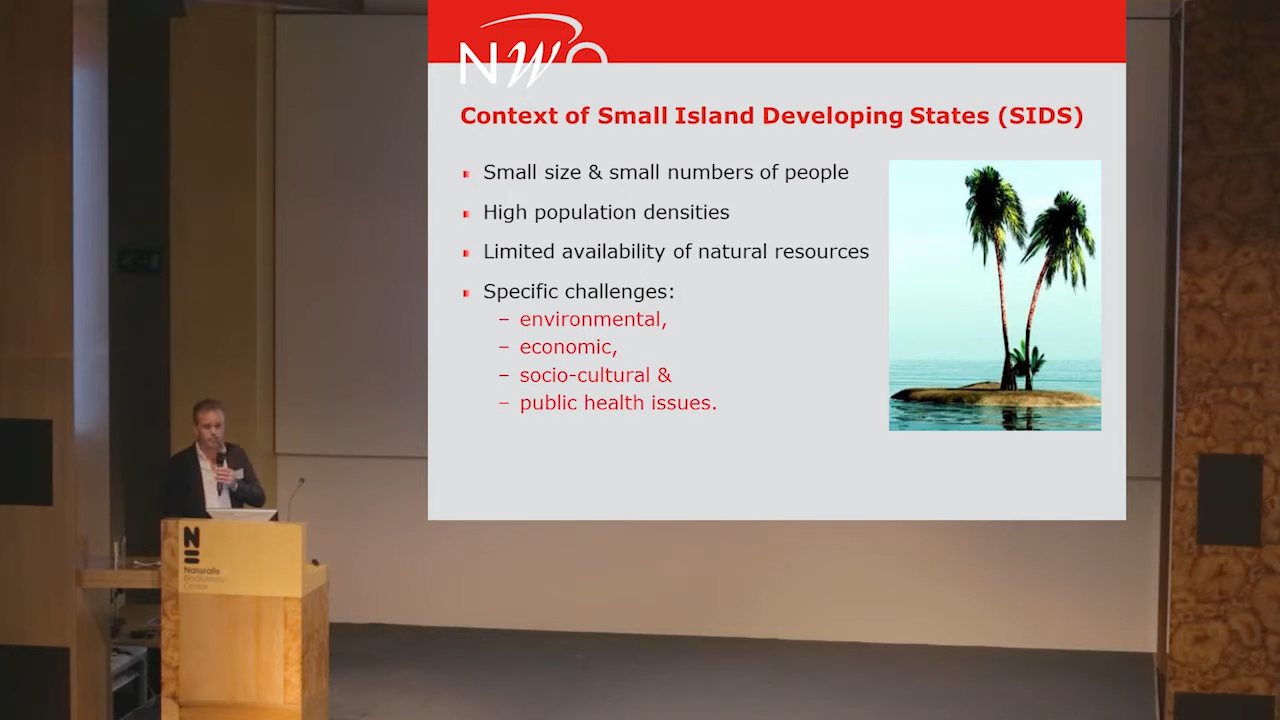 NWO
Context of Small Island Developing States (SIDS)
Small size & small numbers of people
High population densities
Limited availability of natural resources
Specific challenges:
– environmental,
– economic,
– socio-cultural &
– public health issues.
N
Naturalis
Biodiversity
Center